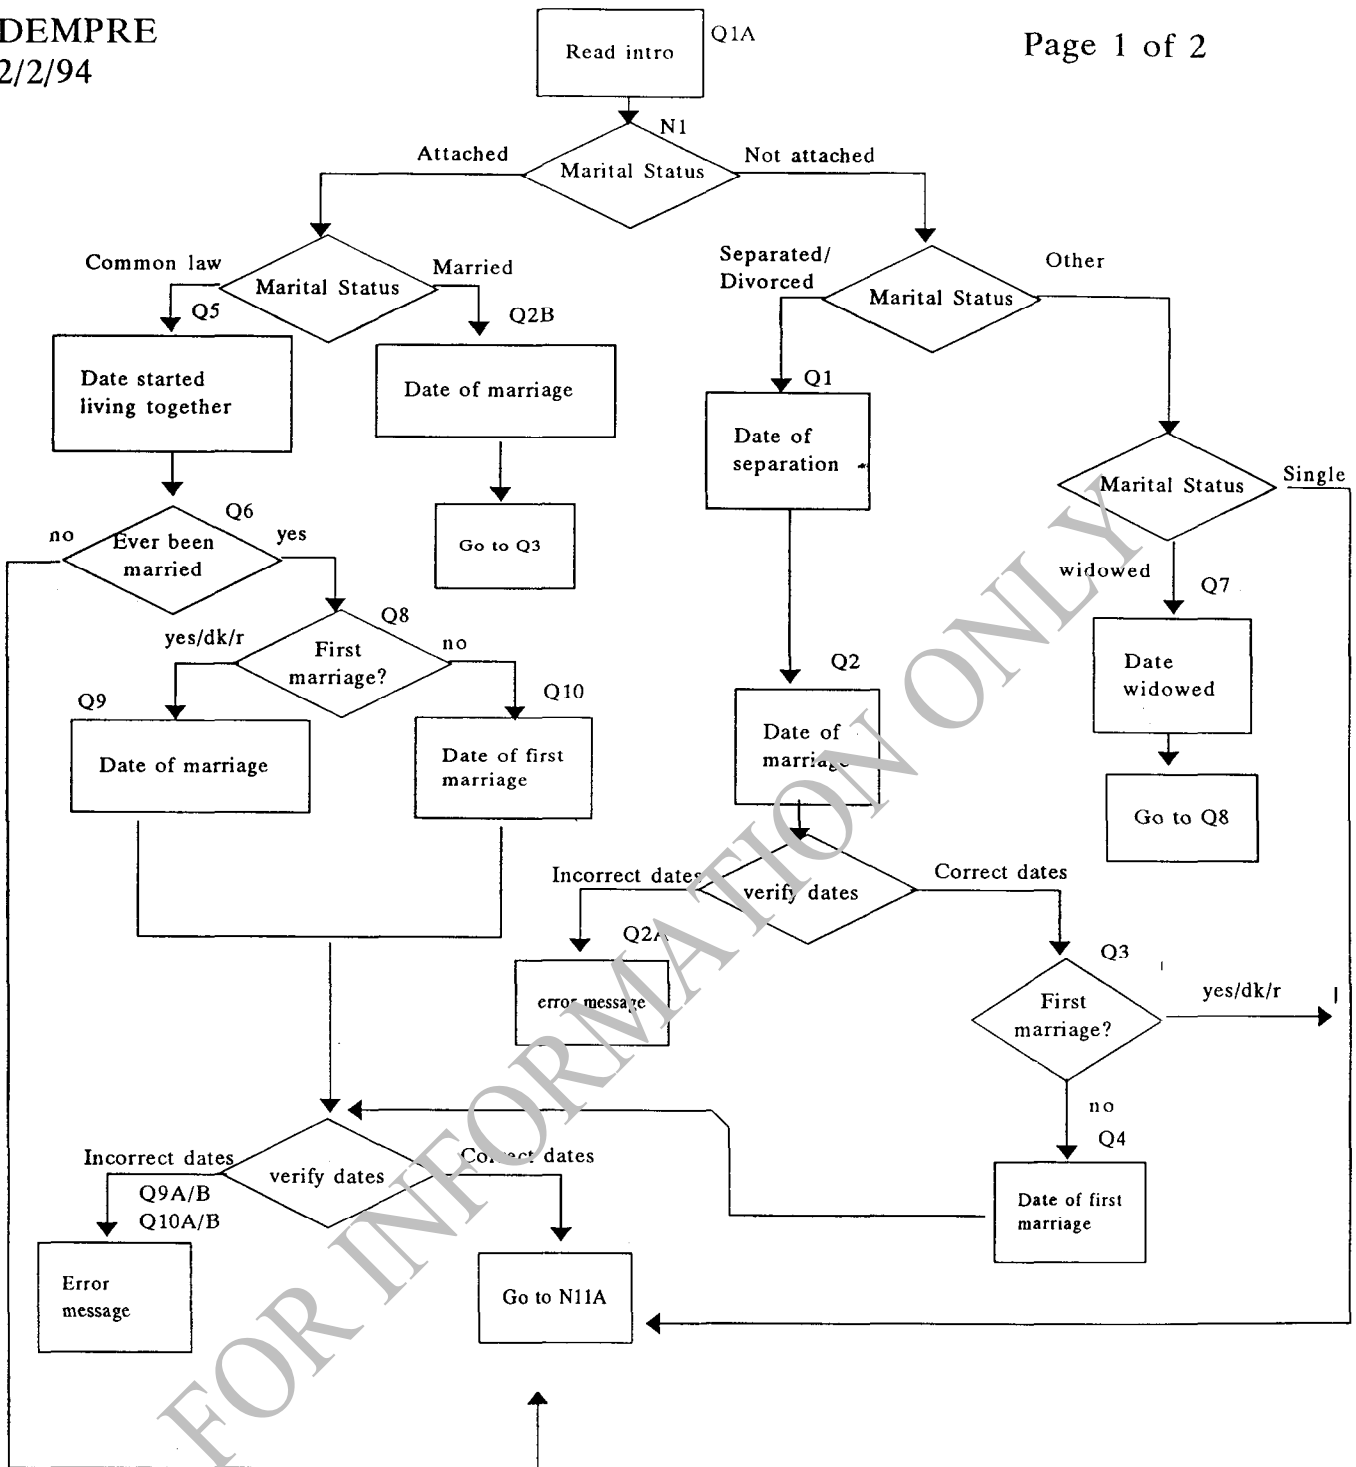 DEMPRE
2/2/94
Page 1 of 2
Read intro
Q1A
N1
Attached
Marital Status
Not attached
Common law
Marital Status
Married
Q5
Q2B
Separated/
Divorced
Marital Status
Other
Date started
living together
Date of marriage
Q1
Date of
separation
Marital Status
Single
Go to Q3
no
Q6
Ever been
married
yes
widowed
Q7
Date
widowed
Go to Q8
yes/dk/r
Q8
First
marriage?
no
Q9
Date of marriage
Q10
Date of first
marriage
Q2
Date of
marriage
Incorrect dates
verify dates
Correct dates
Q2A
error message
Q3
First
marriage?
yes/dk/r
no
Q4
Date of first
marriage
Incorrect dates
verify dates
Correct dates
Q9A/B
Q10A/B
Error
message
Go to N11A
FOR INFORMATION ONLY